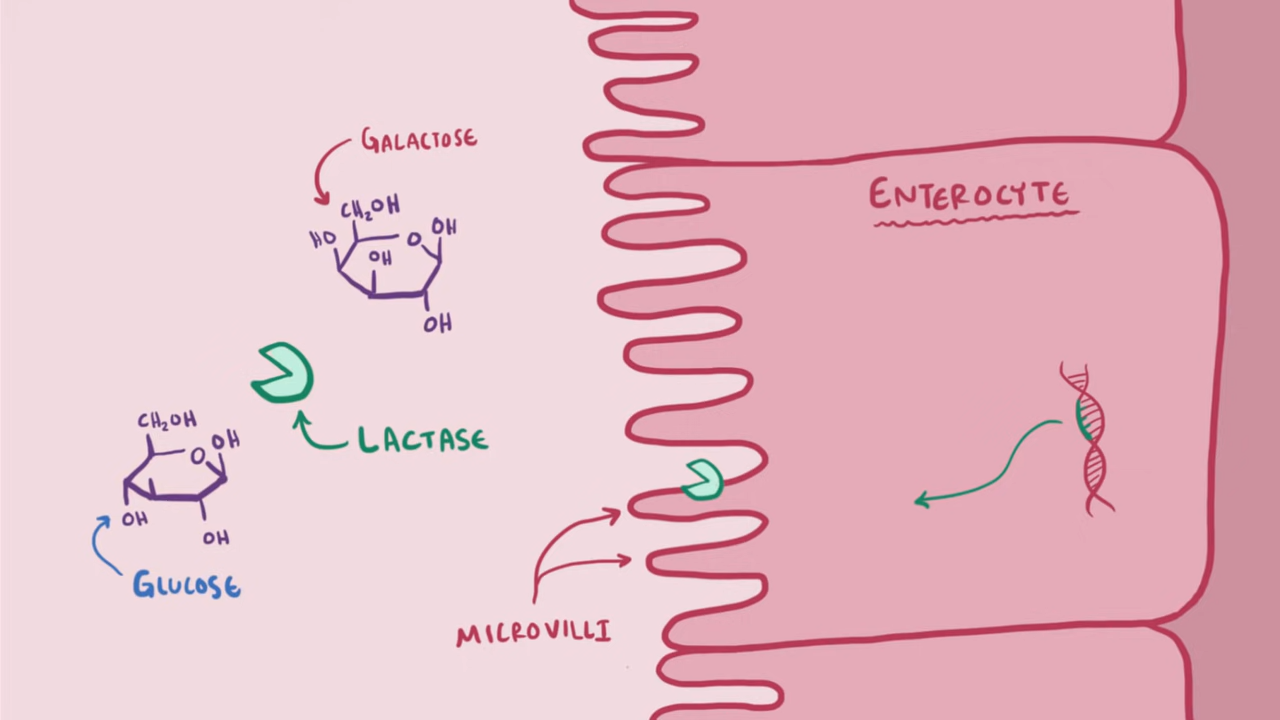 GALACTOSE
ENTEROCYTE
CH₂OH
HO
OH
O
OH
OH
LACTASE
CH₂OH
OH
O
OH
OH
GLUCOSE
MICROVILLI